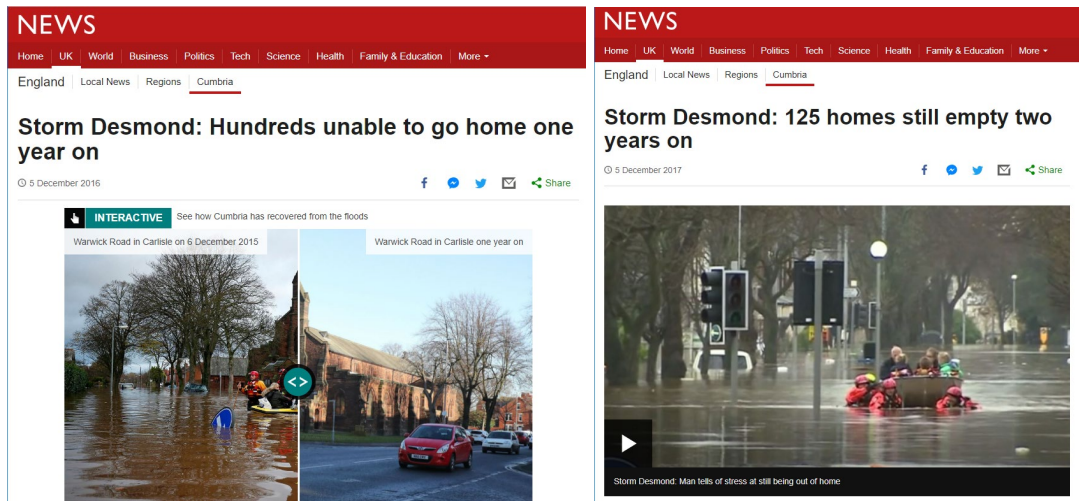 NEWS
Home UK World Business Politics Tech Science Health Family & Education More
England Local News Regions Cumbria
Storm Desmond: Hundreds unable to go home one
year on
5 December 2016
Share
INTERACTIVE See how Cumbria has recovered from the floods
Warwick Road in Carlisle on 6 December 2015
Warwick Road in Carlisle one year on
NEWS
Home UK World Business Politics Tech Science Health Family & Education More
England Local News Regions Cumbria
Storm Desmond: 125 homes still empty two
years on
5 December 2017
Share
Storm Desmond: Man tells of stress at still being out of home